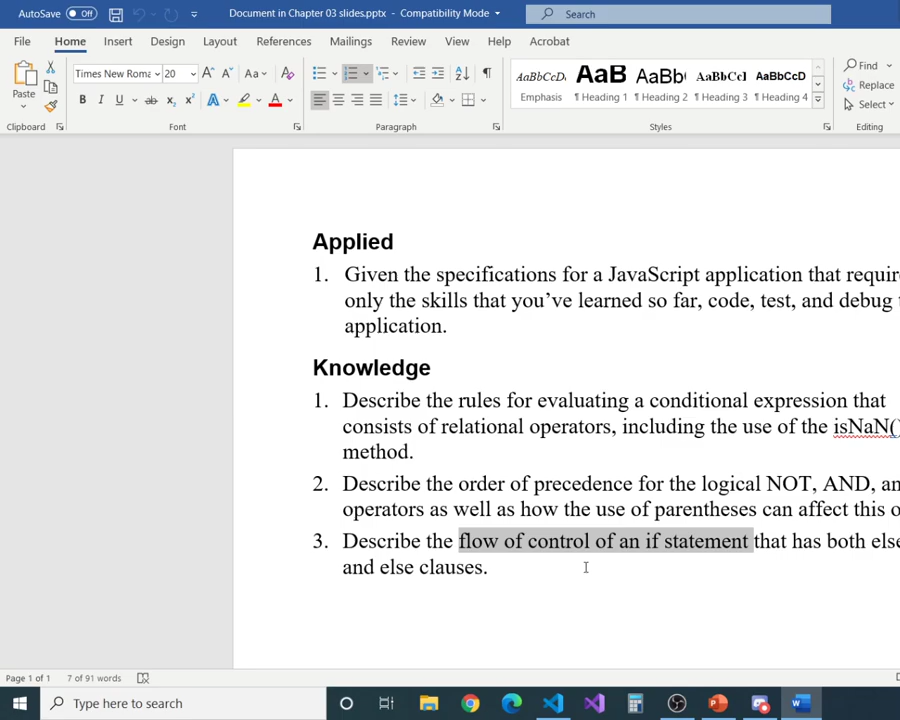 AutoSave Off Document in Chapter 03 slides.pptx - Compatibility Mode Search
File Home Insert Design Layout References Mailings Review View Help Acrobat
Paste Times New Roma 20 Aa AaBbCcD AaB AaBb( AaBbCcI AaBbCcD Find
Emphasis ¶ Heading 1 ¶ Heading 2 ¶ Heading 3 ¶ Heading 4 Replace
Select
Clipboard Font Paragraph Styles Editing
Applied
1. Given the specifications for a JavaScript application that require
only the skills that you've learned so far, code, test, and debug t
application.
Knowledge
1. Describe the rules for evaluating a conditional expression that
consists of relational operators, including the use of the isNaN()
method.
2. Describe the order of precedence for the logical NOT, AND, an
operators as well as how the use of parentheses can affect this o
3. Describe the flow of control of an if statement that has both else
and else clauses.
Page 1 of 1 7 of 91 words
Type here to search